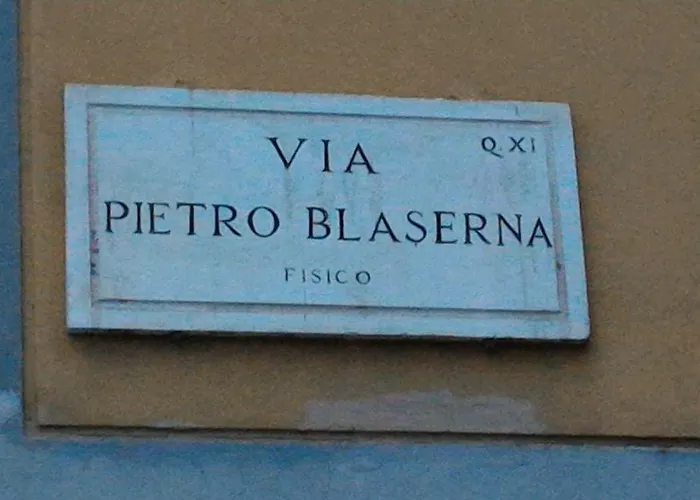 VIA
Q. XI
PIETRO BLASERNA
FISICO